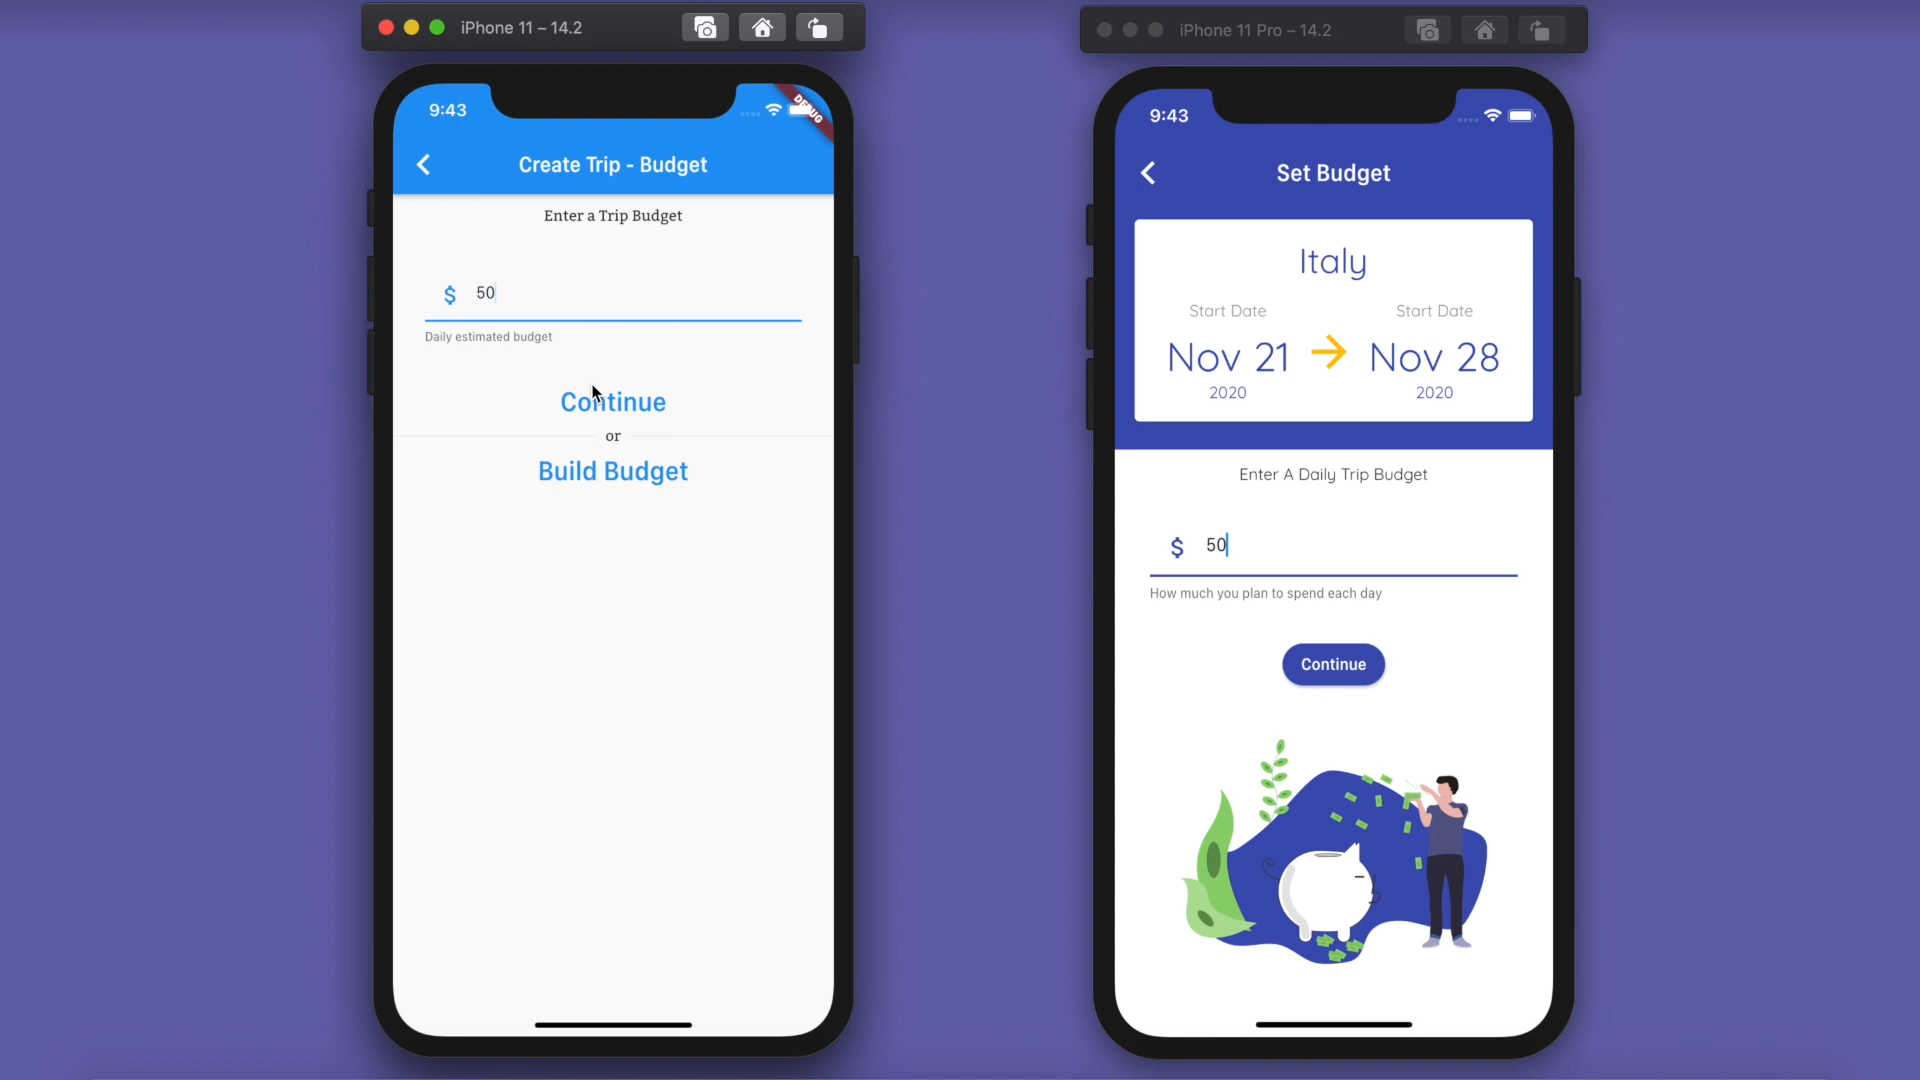 iPhone 11 – 14.2
9:43
DEBUG
Create Trip - Budget
Enter a Trip Budget
$ 50
Daily estimated budget
Continue
or
Build Budget
iPhone 11 Pro – 14.2
9:43
Set Budget
Italy
Start Date Start Date
Nov 21 Nov 28
2020 2020
Enter A Daily Trip Budget
$ 50
How much you plan to spend each day
Continue